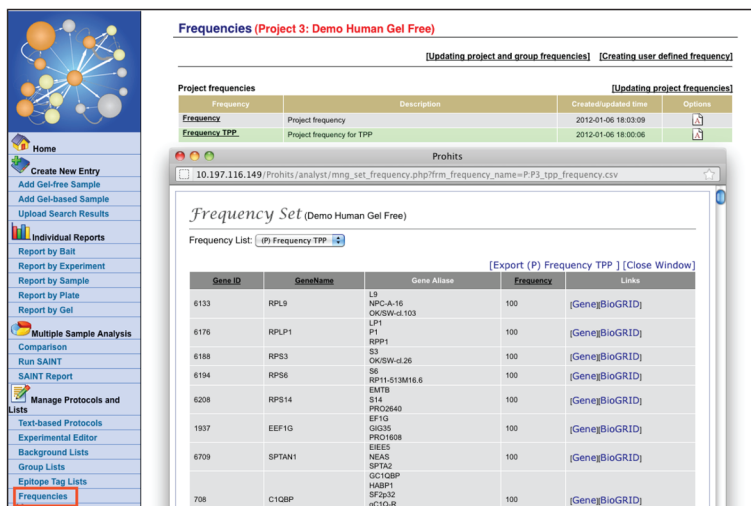 Frequencies (Project 3: Demo Human Gel Free)
[Updating project and group frequencies] [Creating user defined frequency]
Project frequencies [Updating project frequencies]
Frequency Description Created/updated time Options
Frequency Project frequency 2012-01-06 18:03:09
Frequency TPP Project frequency for TPP 2012-01-06 18:00:06
Home
Create New Entry
Add Gel-free Sample
Add Gel-based Sample
Upload Search Results
Individual Reports
Report by Bait
Report by Experiment
Report by Sample
Report by Plate
Report by Gel
Multiple Sample Analysis
Comparison
Run SAINT
SAINT Report
Manage Protocols and
Lists
Text-based Protocols
Experimental Editor
Background Lists
Group Lists
Epitope Tag Lists
Frequencies
Prohits
10.197.116.149/Prohits/analyst/mng_set_frequency.php?frm_frequency_name=P:P3_tpp_frequency.csv
Frequency Set (Demo Human Gel Free)
Frequency List: (P) Frequency TPP
[Export (P) Frequency TPP ] [Close Window]
Gene ID GeneName Gene Aliase Frequency Links
L9
6133 RPL9 NPC-A-16 100 [Gene][BioGRID]
OK/SW-cl.103
LP1
6176 RPLP1 P1 100 [Gene][BioGRID]
RPP1
6188 RPS3 S3 100 [Gene][BioGRID]
OK/SW-cl.26
6194 RPS6 S6 100 [Gene][BioGRID]
RP11-513M16.6
EMTB
6208 RPS14 S14 100 [Gene][BioGRID]
PRO2640
EF1G
1937 EEF1G GIG35 100 [Gene][BioGRID]
PRO1608
EIEE5
6709 SPTAN1 NEAS 100 [Gene][BioGRID]
SPTA2
GC1QBP
HABP1
SF2p32
708 C1QBP gC1Q-R 100 [Gene][BioGRID]